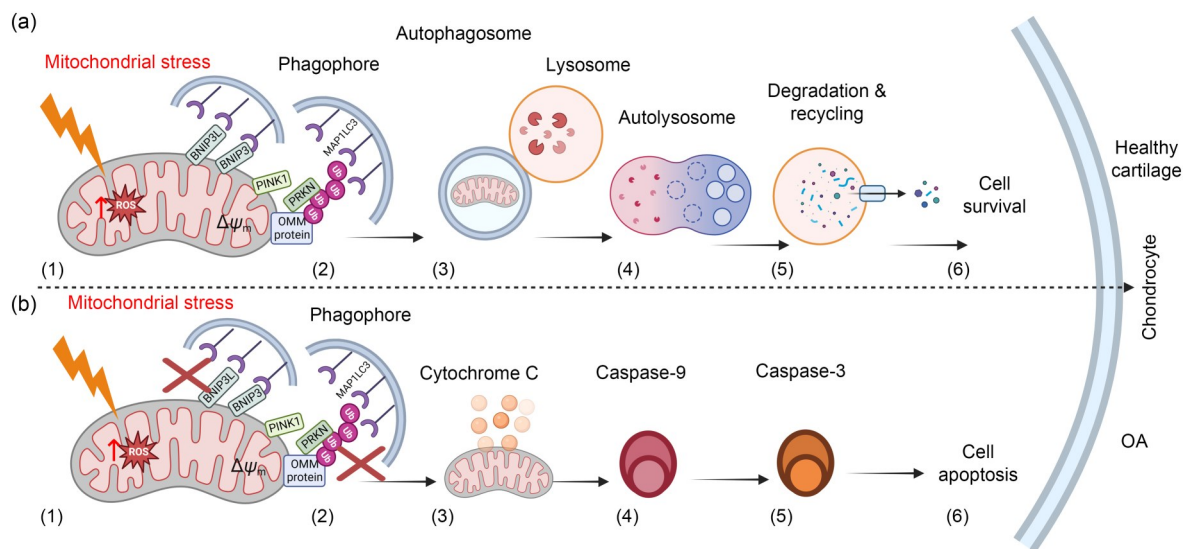 (a)
Mitochondrial stress
Phagophore
Autophagosome
Lysosome
Autolysosome
Degradation &
recycling
Healthy
cartilage
BNIP3L
BNIP3
PINK1
PRKN
MAP1LC3
Ub
Ub
Ub
Ub
OMM
protein
ROS
Δψm
Cell
survival
(1)
(2)
(3)
(4)
(5)
(6)
Chondrocyte
(b)
Mitochondrial stress
Phagophore
Cytochrome C
Caspase-9
Caspase-3
BNIP3L
BNIP3
PINK1
PRKN
MAP1LC3
Ub
Ub
Ub
Ub
OMM
protein
ROS
Δψm
OA
Cell
apoptosis
(1)
(2)
(3)
(4)
(5)
(6)